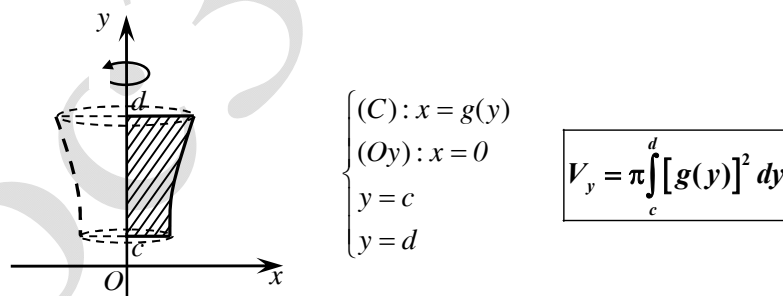 y
d
c
O
x
(C) : x = g(y)
(Oy) : x = 0
y = c
y = d
V_y = π∫_c^d [g(y)]² dy